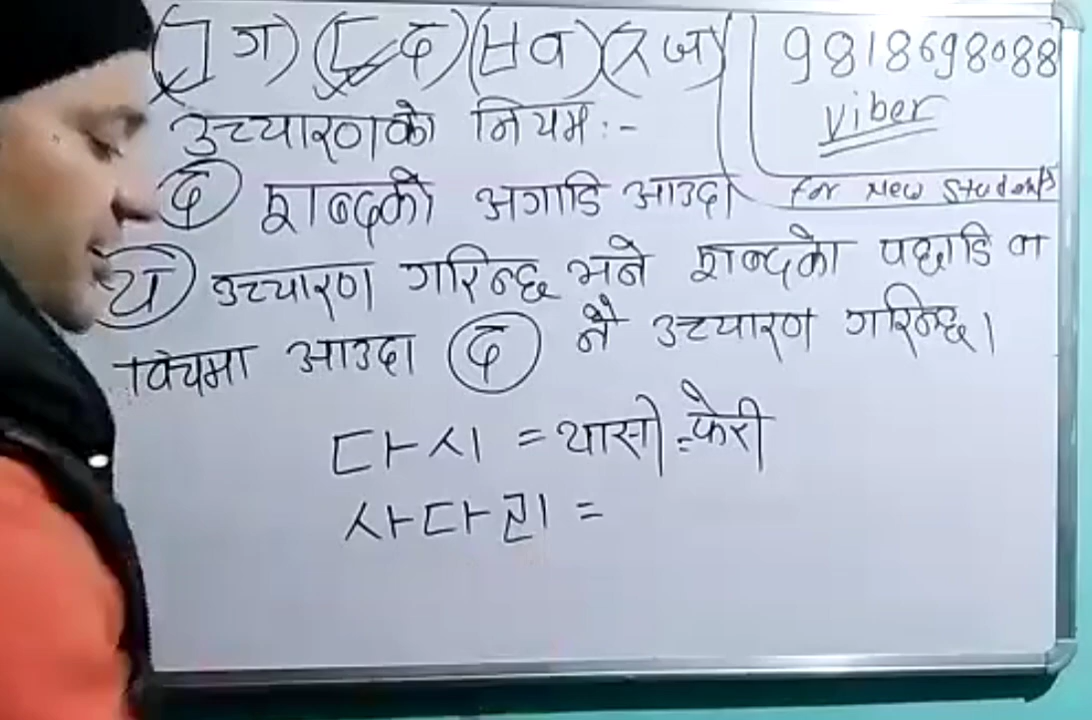 (ㄱ ग) (ㄷ द) (ㅂ व) (ㅈ ज)
9818698088
viber
for new students
उच्चारणको नियम:-
द शब्दको अगाडि आउदा
थ उच्चारण गरिन्छ भने शब्दको पछाडि वा
विचमा आउदा द नै उच्चारण गरिन्छ।
다시 = थासी :फेरी
사다리 =